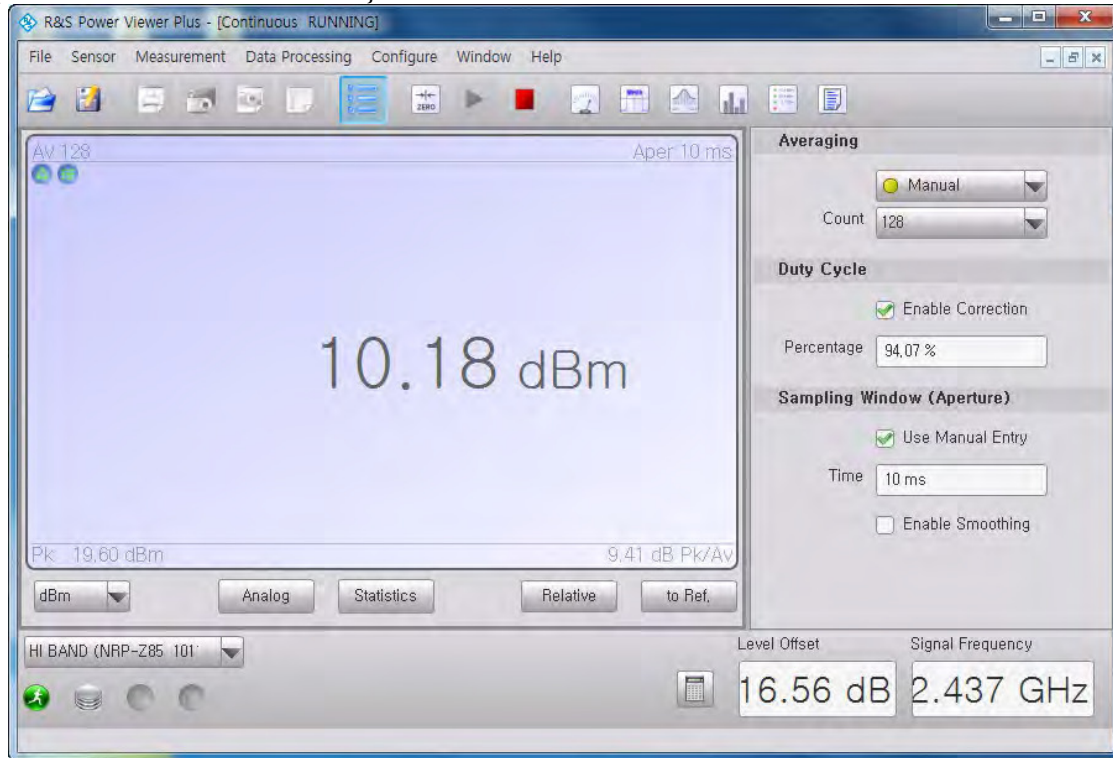 R&S Power Viewer Plus - [Continuous RUNNING]
File Sensor Measurement Data Processing Configure Window Help
ZERO
Av 128 Aper 10 ms
10.18 dBm
Pk 19.60 dBm 9.41 dB Pk/Av
dBm Analog Statistics Relative to Ref.
Averaging
Manual
Count 128
Duty Cycle
Enable Correction
Percentage 94.07 %
Sampling Window (Aperture)
Use Manual Entry
Time 10 ms
Enable Smoothing
HI BAND (NRP-Z85 101
Level Offset Signal Frequency
16.56 dB 2.437 GHz